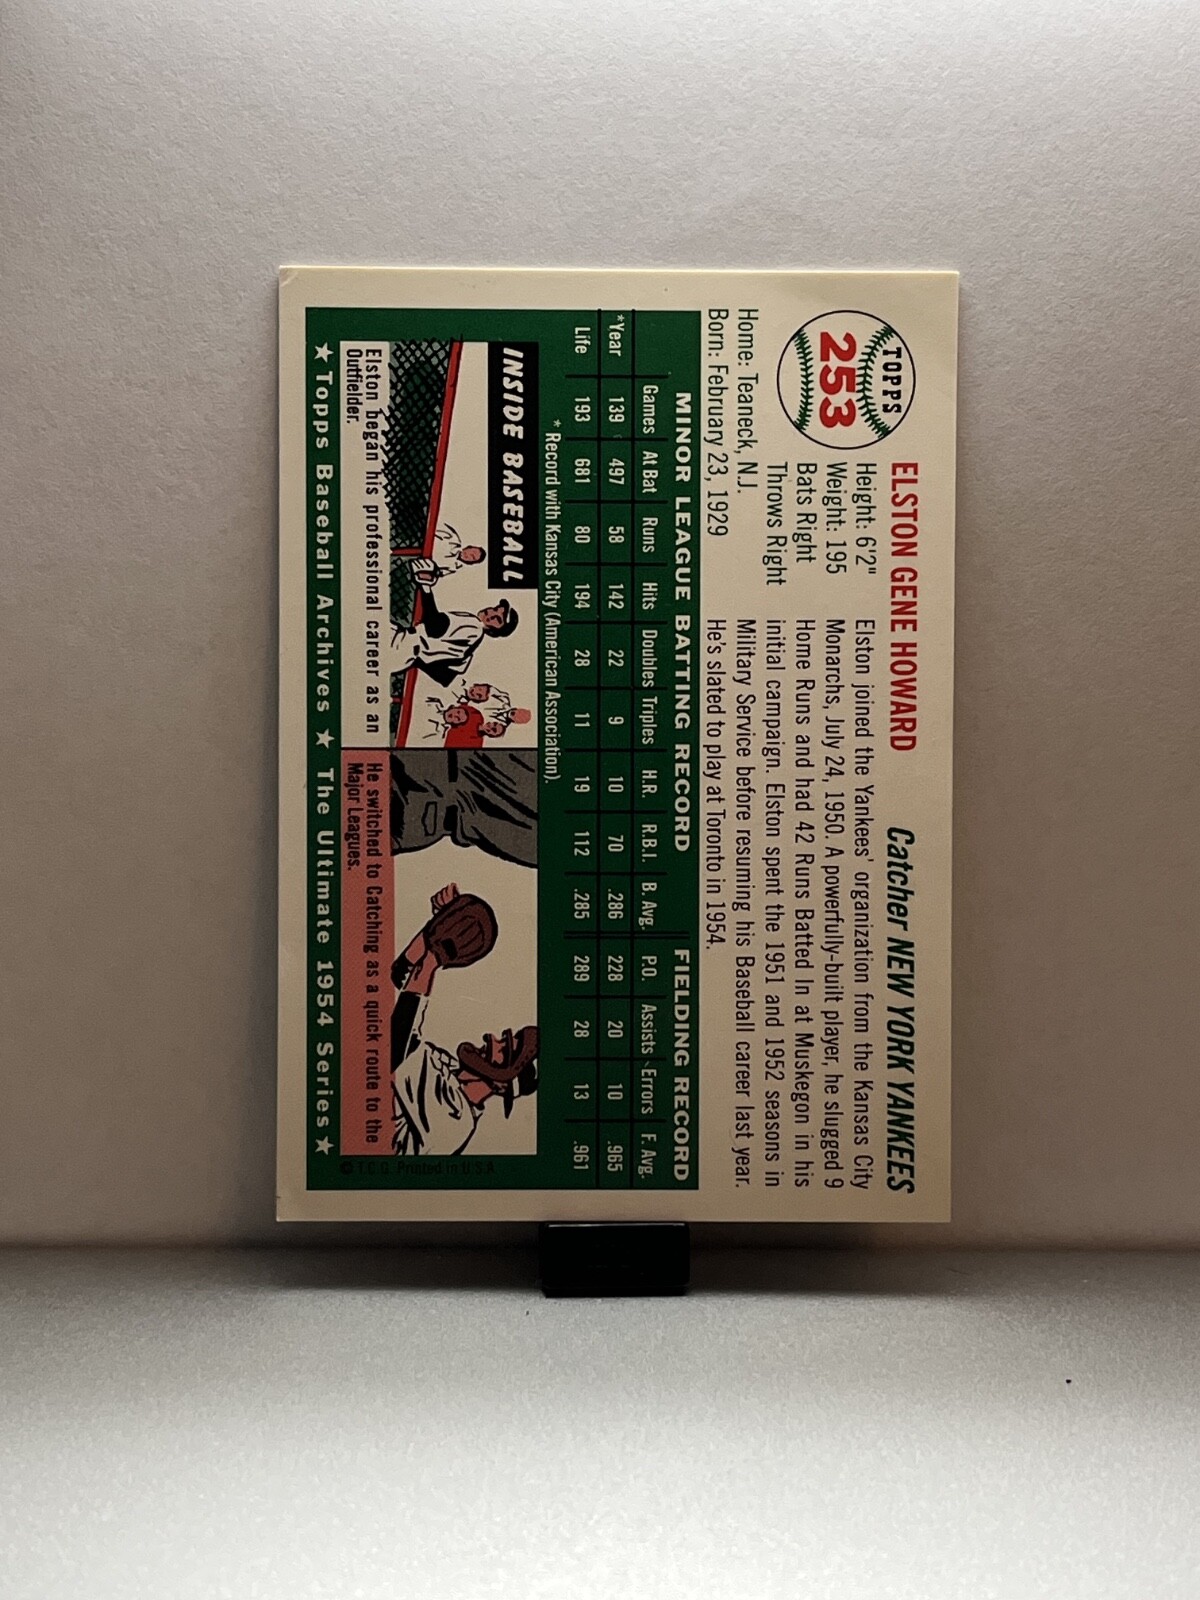 TOPPS
253
ELSTON GENE HOWARD
Catcher NEW YORK YANKEES
Height: 6'2"
Weight: 195
Bats Right
Throws Right
Home: Teaneck, N.J.
Born: February 23, 1929
Elston joined the Yankees' organization from the Kansas City
Monarchs, July 24, 1950. A powerfully-built player, he slugged 9
Home Runs and had 42 Runs Batted In at Muskegon in his
initial campaign. Elston spent the 1951 and 1952 seasons in
Military Service before resuming his Baseball career last year.
He's slated to play at Toronto in 1954.
MINOR LEAGUE BATTING RECORD FIELDING RECORD
Games At Bat Runs Hits Doubles Triples H.R. R.B.I. B. Avg. P.O. Assists Errors F. Avg.
*Year 139 497 58 142 22 9 10 70 .286 228 20 10 .965
Life 193 681 80 194 28 11 19 112 .285 289 28 13 .961
* Record with Kansas City (American Association).
INSIDE BASEBALL
Elston began his professional career as an
Outfielder.
He switched to Catching as a quick route to the
Major Leagues.
© T.C.G. Printed in U.S.A
★ Topps Baseball Archives ★ The Ultimate 1954 Series ★